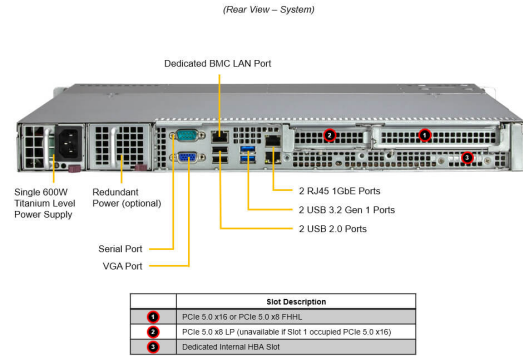 (Rear View – System)
Dedicated BMC LAN Port
2
1
3
Single 600W
Titanium Level
Power Supply
Redundant
Power (optional)
2 RJ45 1GbE Ports
2 USB 3.2 Gen 1 Ports
2 USB 2.0 Ports
Serial Port
VGA Port
Slot Description
1 PCIe 5.0 x16 or PCIe 5.0 x8 FHHL
2 PCIe 5.0 x8 LP (unavailable if Slot 1 occupied PCIe 5.0 x16)
3 Dedicated Internal HBA Slot